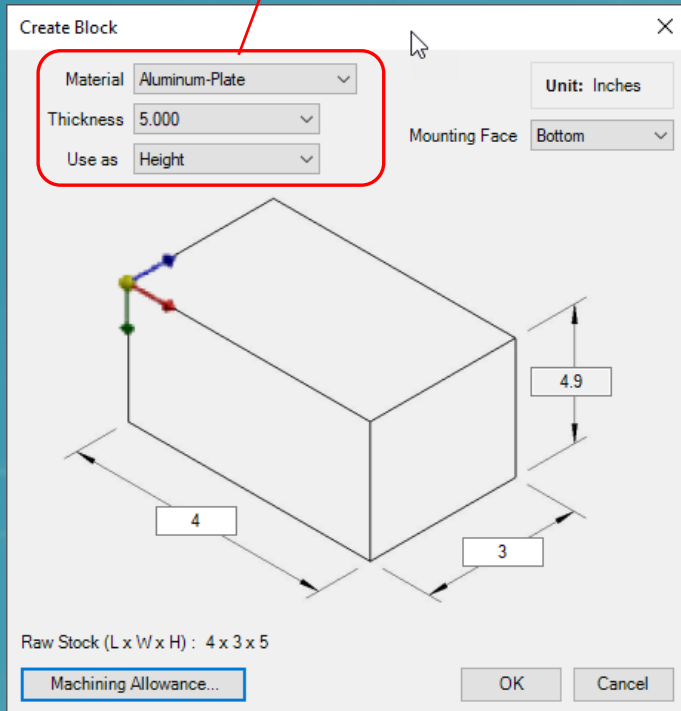 Create Block
Material Aluminum-Plate
Unit: Inches
Thickness 5.000
Mounting Face Bottom
Use as Height
4.9
4
3
Raw Stock (L x W x H) : 4 x 3 x 5
Machining Allowance...
OK
Cancel